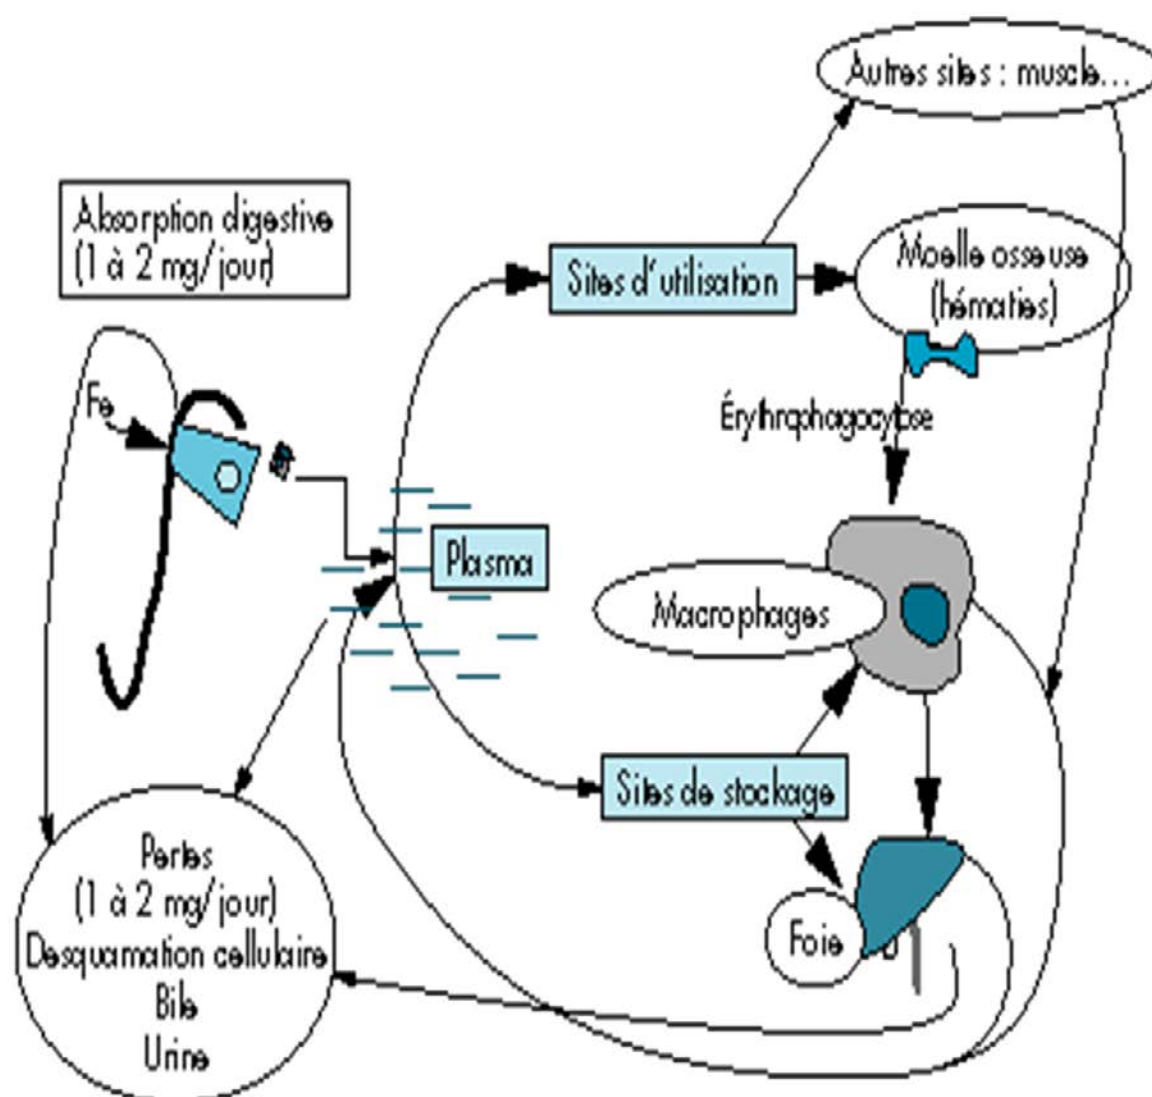 Autres sites : muscle...
Absorption digestive
(1 à 2 mg/jour)
Sites d'utilisation
Moelle osseuse
(hématies)
Fe
Érythrophagocytose
Plasma
Macrophages
Sites de stockage
Foie
Pertes
(1 à 2 mg/jour)
Desquamation cellulaire
Bile
Urine